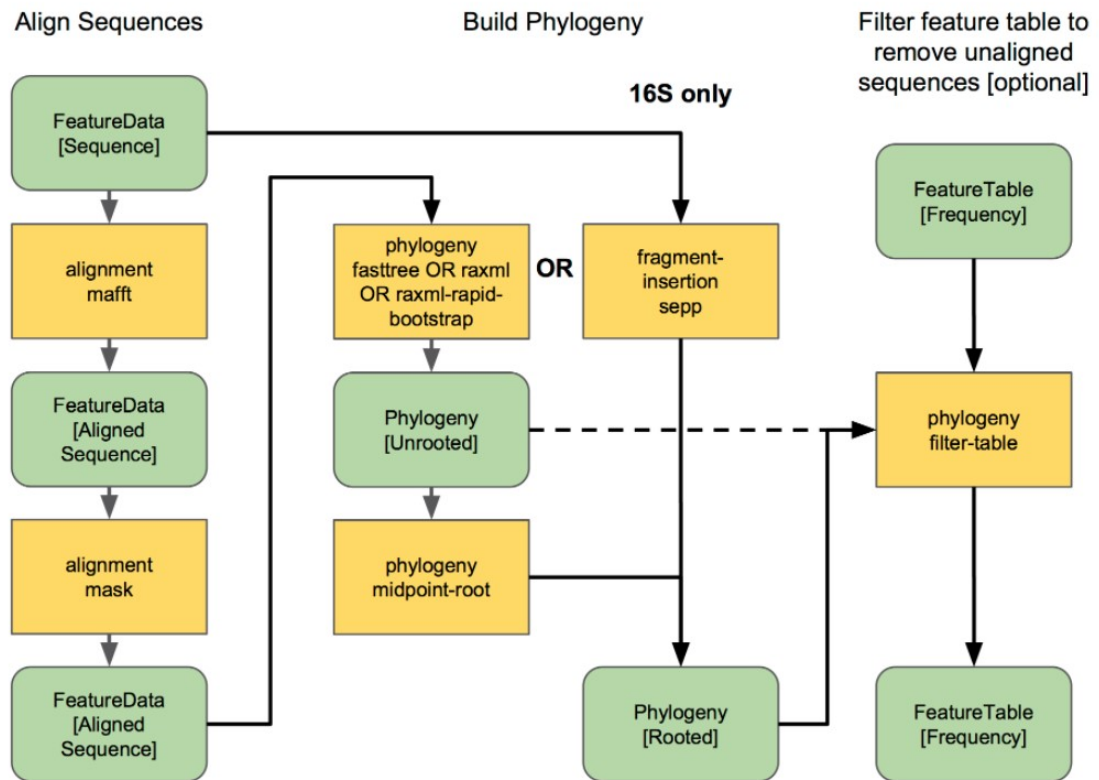 Align Sequences
Build Phylogeny
Filter feature table to
remove unaligned
sequences [optional]
16S only
FeatureData
[Sequence]
FeatureTable
[Frequency]
alignment
mafft
phylogeny
fasttree OR raxml
OR raxml-rapid-
bootstrap
OR
fragment-
insertion
sepp
FeatureData
[Aligned
Sequence]
Phylogeny
[Unrooted]
phylogeny
filter-table
alignment
mask
phylogeny
midpoint-root
FeatureData
[Aligned
Sequence]
Phylogeny
[Rooted]
FeatureTable
[Frequency]